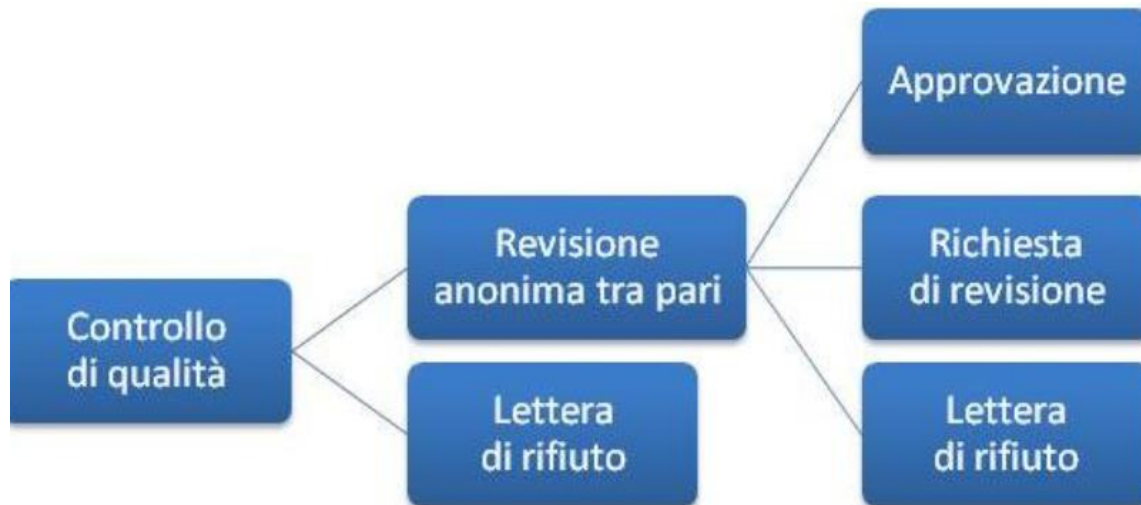 Controllo
di qualità
Revisione
anonima tra pari
Lettera
di rifiuto
Approvazione
Richiesta
di revisione
Lettera
di rifiuto